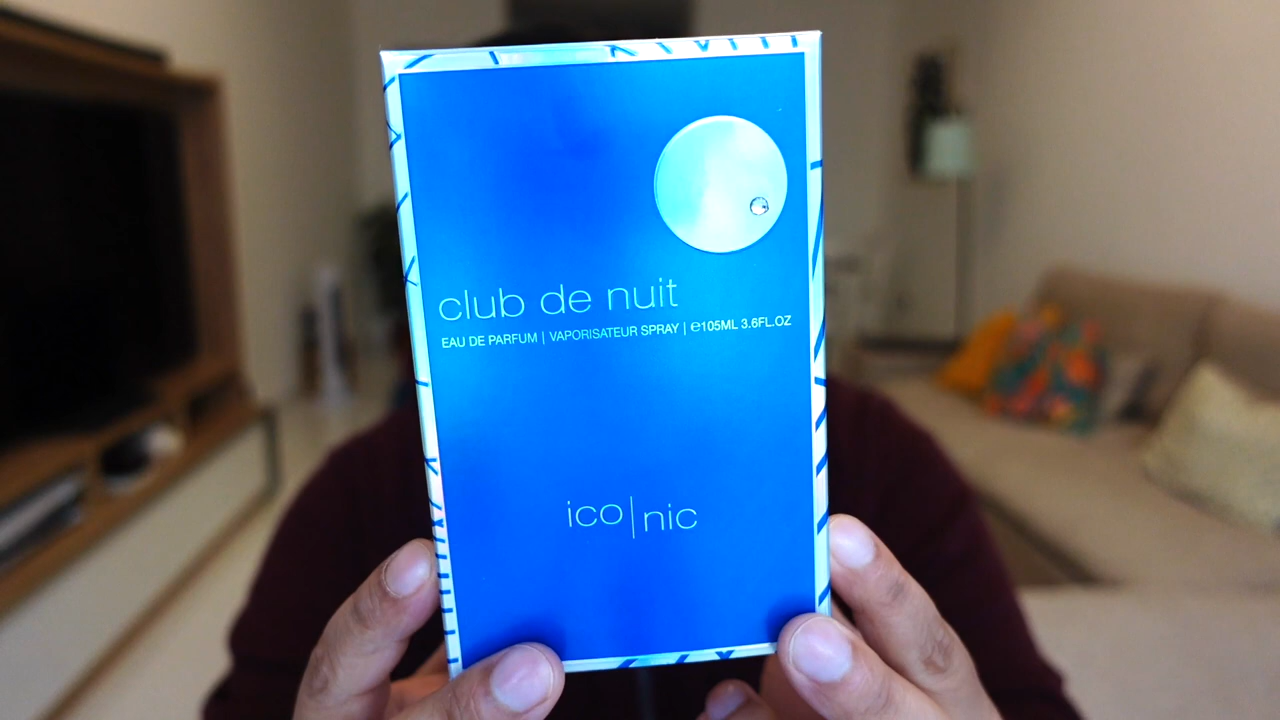 club de nuit
EAU DE PARFUM | VAPORISATEUR SPRAY | ℮105ML 3.6FL.OZ
ico|nic